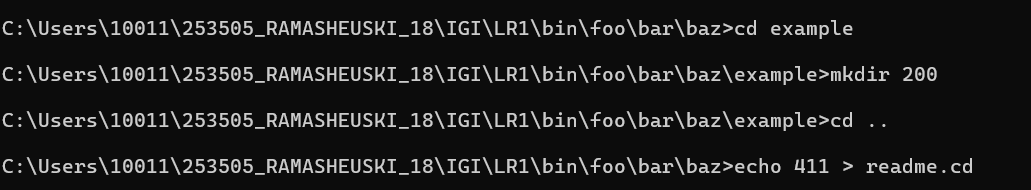 C:\Users\10011\253505_RAMASHEUSKI_18\IGI\LR1\bin\foo\bar\baz>cd example
C:\Users\10011\253505_RAMASHEUSKI_18\IGI\LR1\bin\foo\bar\baz\example>mkdir 200
C:\Users\10011\253505_RAMASHEUSKI_18\IGI\LR1\bin\foo\bar\baz\example>cd ..
C:\Users\10011\253505_RAMASHEUSKI_18\IGI\LR1\bin\foo\bar\baz>echo 411 > readme.cd